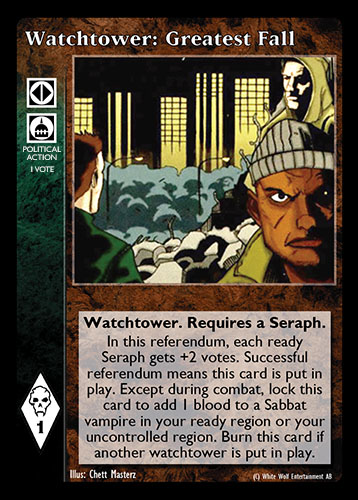 Watchtower: Greatest Fall
POLITICAL
ACTION
1 VOTE
Watchtower. Requires a Seraph.
In this referendum, each ready
Seraph gets +2 votes. Successful
referendum means this card is put in
play. Except during combat, lock this
card to add 1 blood to a Sabbat
vampire in your ready region or your
uncontrolled region. Burn this card if
another watchtower is put in play.
1
Illus: Chett Masterz
(C) White Wolf Entertainment AB